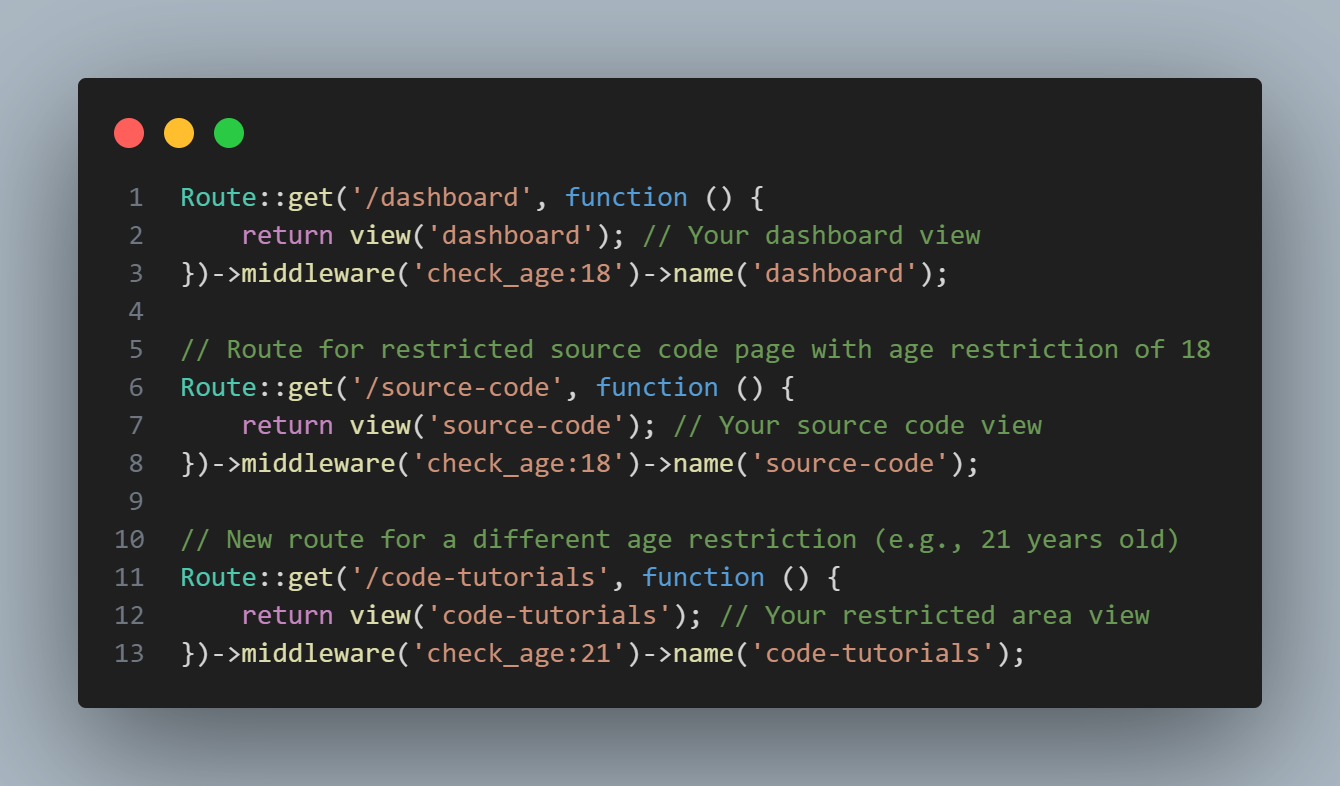 1 Route::get('/dashboard', function () {
2     return view('dashboard'); // Your dashboard view
3 })->middleware('check_age:18')->name('dashboard');
4
5 // Route for restricted source code page with age restriction of 18
6 Route::get('/source-code', function () {
7     return view('source-code'); // Your source code view
8 })->middleware('check_age:18')->name('source-code');
9
10 // New route for a different age restriction (e.g., 21 years old)
11 Route::get('/code-tutorials', function () {
12     return view('code-tutorials'); // Your restricted area view
13 })->middleware('check_age:21')->name('code-tutorials');